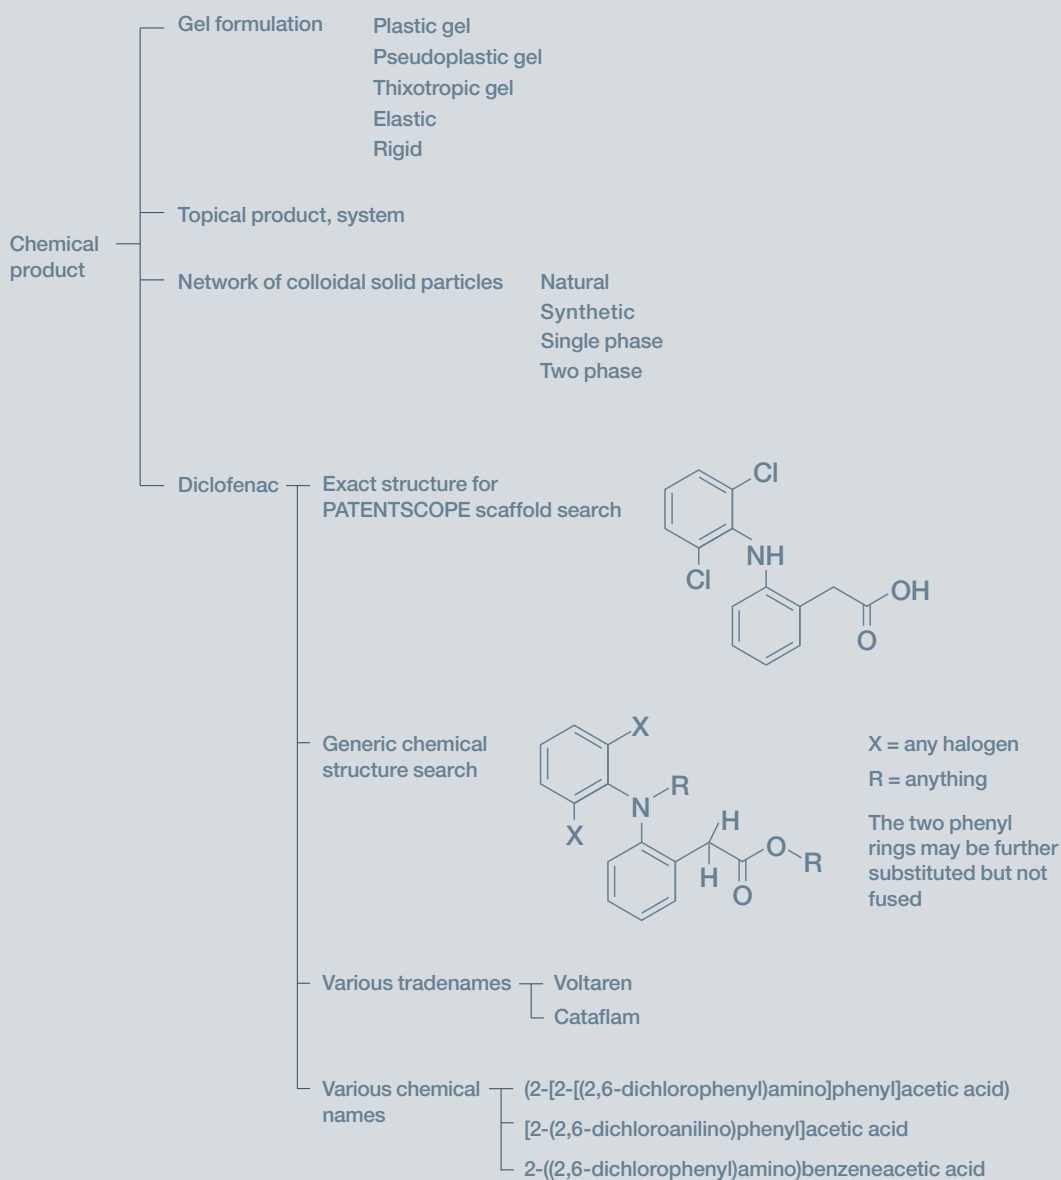 Gel formulation
Plastic gel
Pseudoplastic gel
Thixotropic gel
Elastic
Rigid
Topical product, system
Chemical
product
Network of colloidal solid particles
Natural
Synthetic
Single phase
Two phase
Diclofenac
Exact structure for
PATENTSCOPE scaffold search
Cl
NH
Cl
OH
O
Generic chemical
structure search
X
R
N
X
H
H
O
R
O
X = any halogen
R = anything
The two phenyl
rings may be further
substituted but not
fused
Various tradenames
Voltaren
Cataflam
Various chemical
names
(2-[2-[(2,6-dichlorophenyl)amino]phenyl]acetic acid)
[2-(2,6-dichloroanilino)phenyl]acetic acid
2-((2,6-dichlorophenyl)amino)benzeneacetic acid